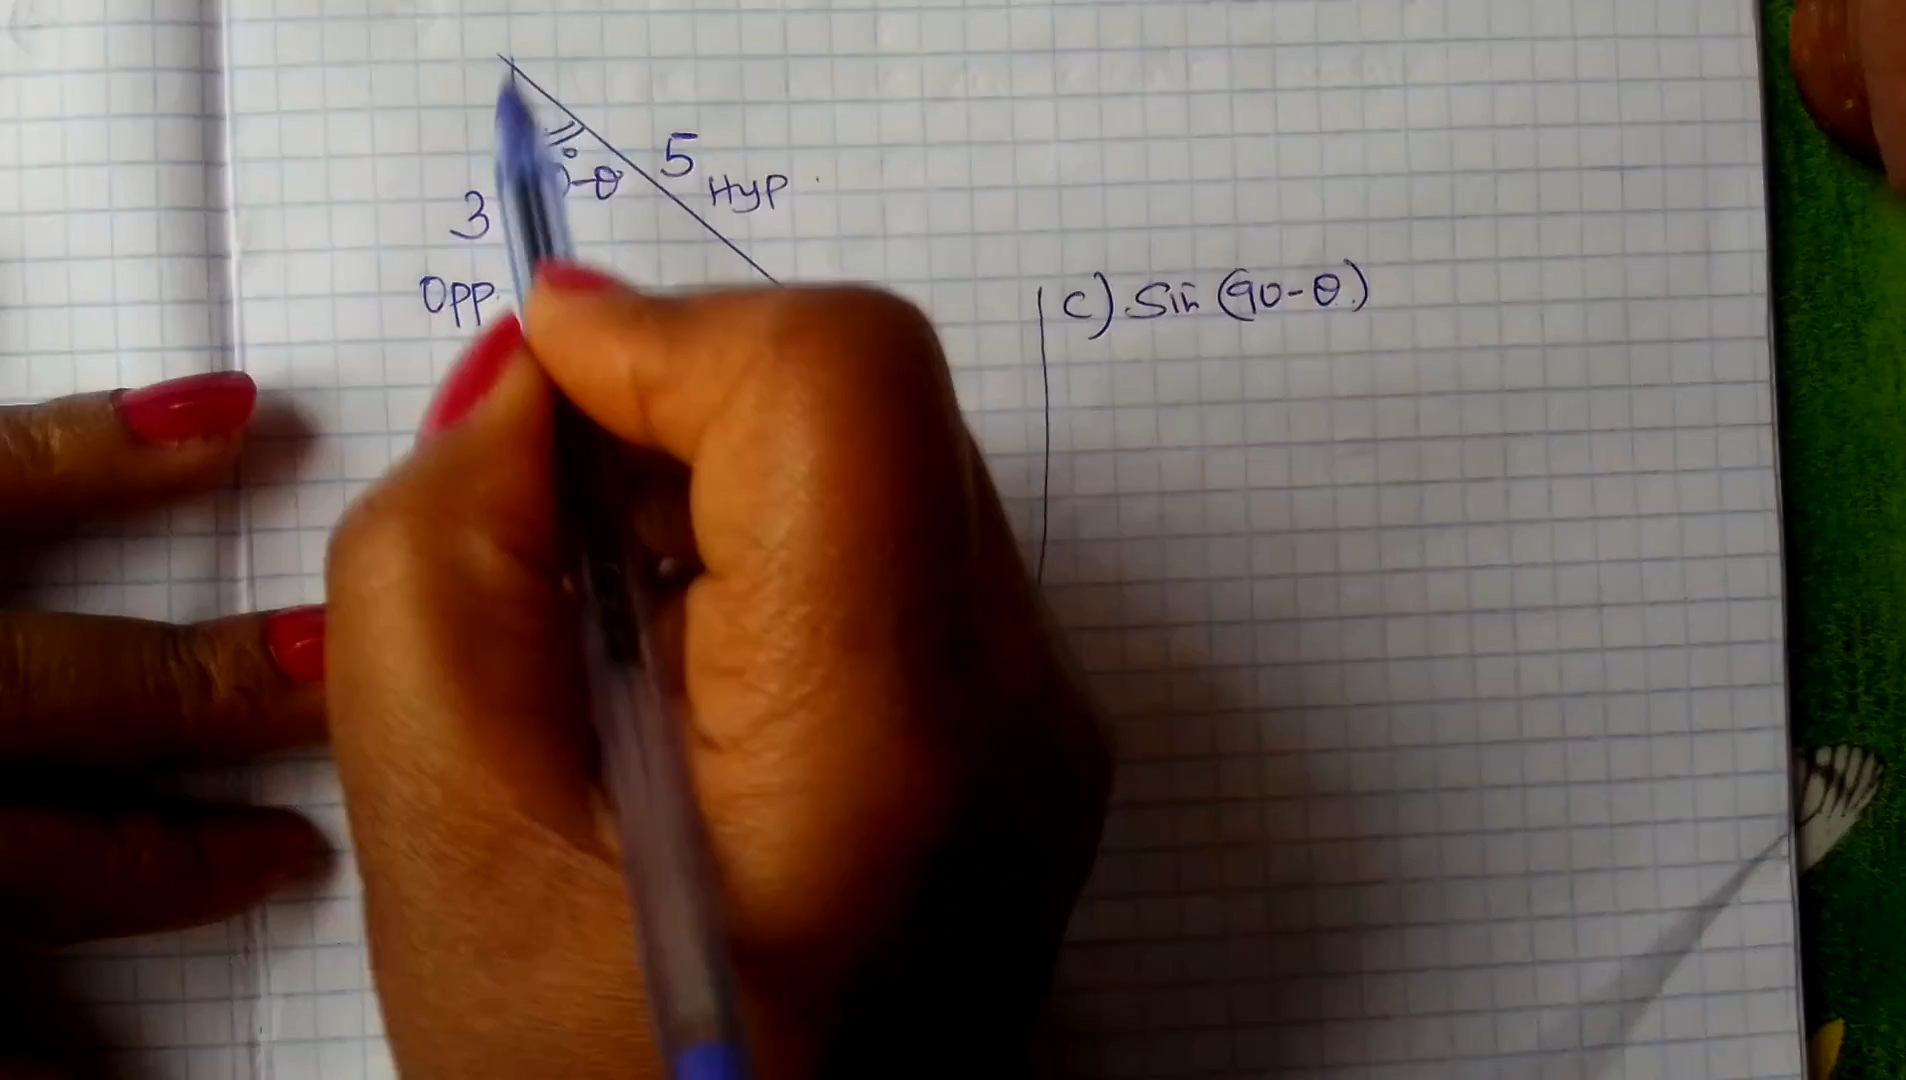 5
-θ
Hyp
3
Opp.
c) Sin (90-θ)